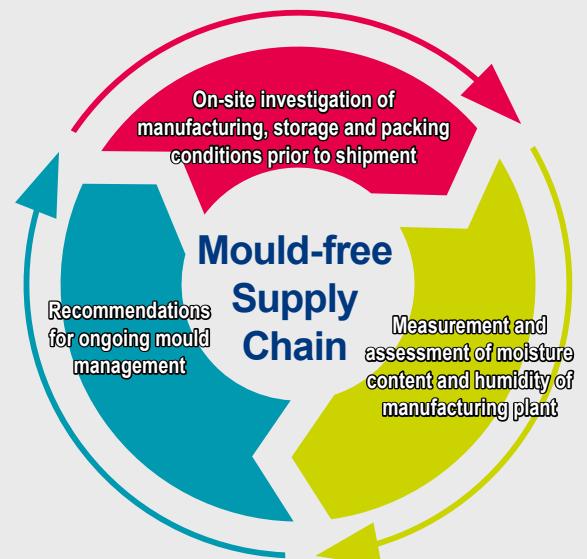 On-site investigation of
manufacturing, storage and packing
conditions prior to shipment
Mould-free
Supply
Chain
Measurement and
assessment of moisture
content and humidity of
manufacturing plant
Recommendations
for ongoing mould
management